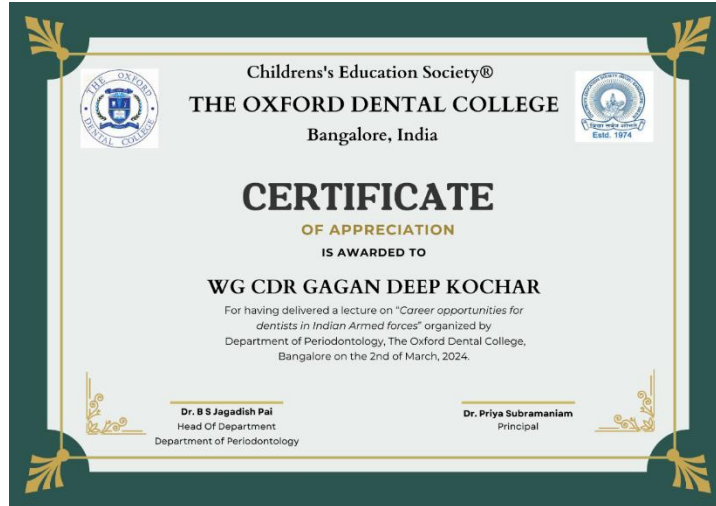 Childrens's Education Society®
THE OXFORD DENTAL COLLEGE
Bangalore, India
THE OXFORD
DENTAL COLLEGE
Estd. 1974
CERTIFICATE
OF APPRECIATION
IS AWARDED TO
WG CDR GAGAN DEEP KOCHAR
For having delivered a lecture on "Career opportunities for
dentists in Indian Armed forces" organized by
Department of Periodontology, The Oxford Dental College,
Bangalore on the 2nd of March, 2024.
Dr. B S Jagadish Pai
Head Of Department
Department of Periodontology
Dr. Priya Subramaniam
Principal